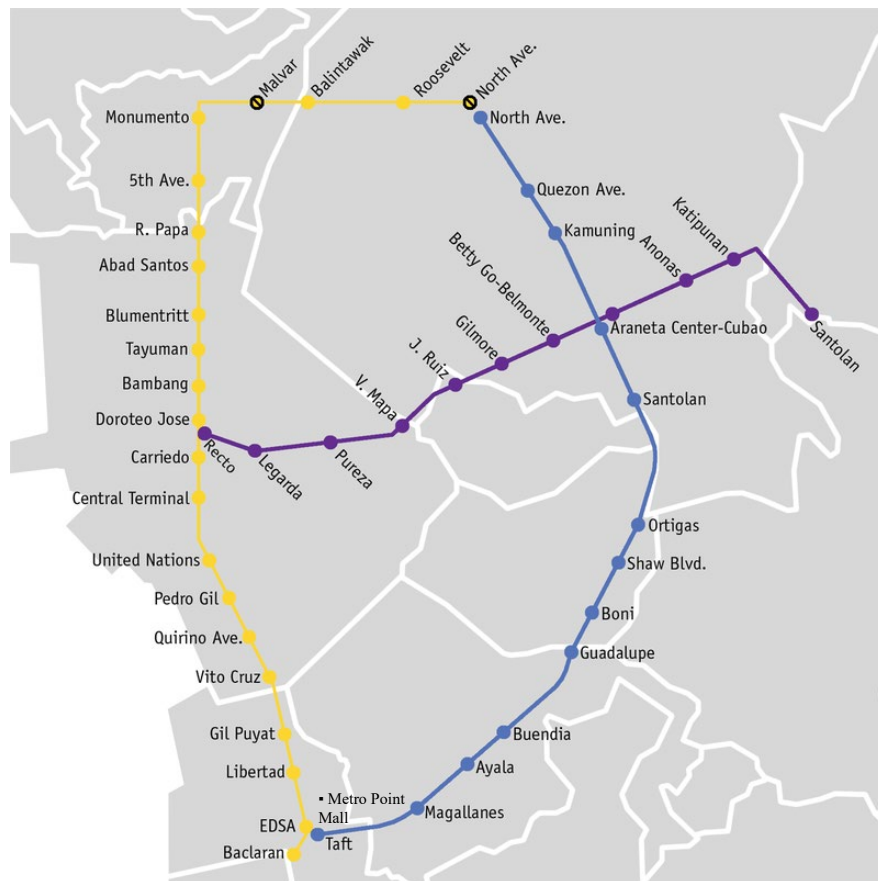 Malvar
Balintawak
Roosevelt
North Ave.
Monumento
North Ave.
5th Ave.
Quezon Ave.
R. Papa
Kamuning
Abad Santos
Betty Go-Belmonte
Anonas
Katipunan
Blumentritt
Araneta Center-Cubao
Santolan
Tayuman
Gilmore
J. Ruiz
Bambang
V. Mapa
Santolan
Doroteo Jose
Recto
Legarda
Pureza
Carriedo
Central Terminal
Ortigas
United Nations
Shaw Blvd.
Pedro Gil
Boni
Quirino Ave.
Guadalupe
Vito Cruz
Gil Puyat
Buendia
Libertad
Ayala
▪ Metro Point
Mall
Magallanes
EDSA
Taft
Baclaran